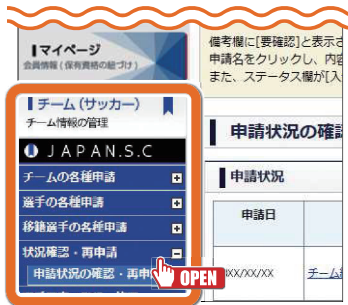 マイページ
会員情報(保有資格の紐づけ)
チーム(サッカー)
チーム情報の管理
JAPAN.S.C
チームの各種申請
選手の各種申請
移籍選手の各種申請
状況確認・再申請
申請状況の確認・再申
OPEN
備考欄に[要確認]と表示さ
申請名をクリックし、内容
また、ステータス欄が[入
申請状況の確認
申請状況
申請日
XX/XX/XX
チーム